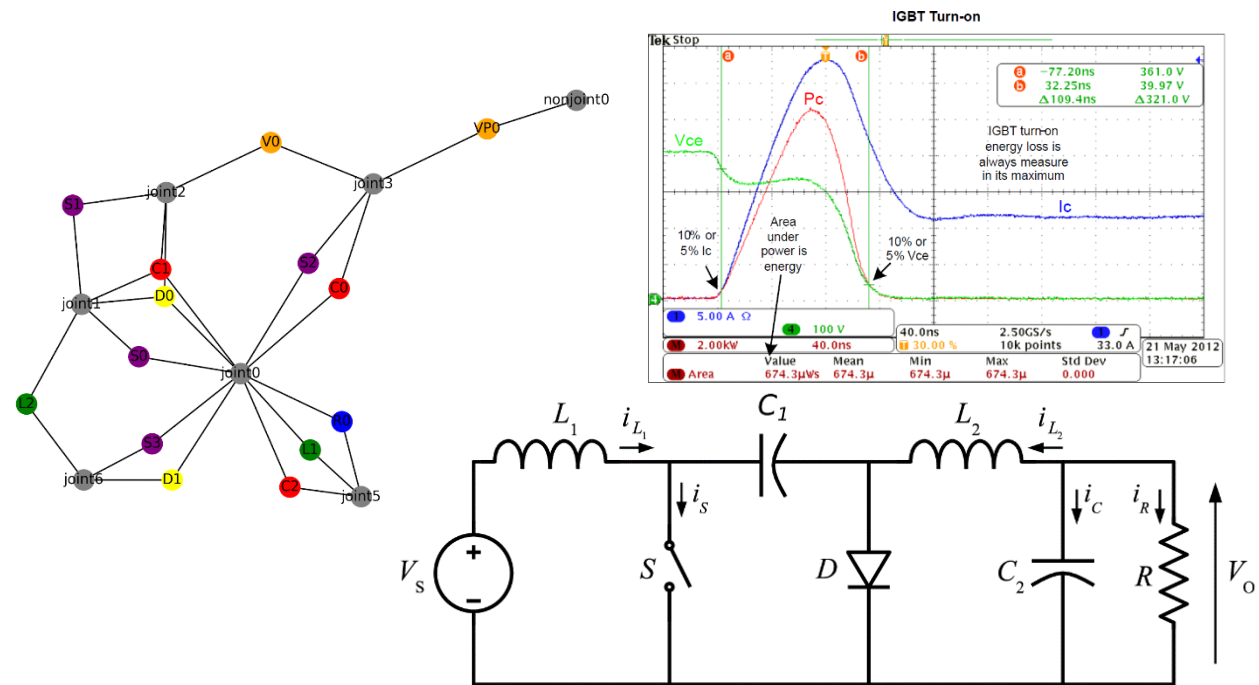 nonjoint0
VP0
V0
joint2
joint3
S1
S2
C1
C0
D0
joint1
S0
joint0
L2
R0
S3
L1
joint6
D1
C2
joint5
IGBT Turn-on
Tek Stop
a
T
b
a -77.20ns 361.0 V
b 32.25ns 39.97 V
Δ109.4ns Δ321.0 V
Pc
Vce
IGBT turn-on
energy loss is
always measure
in its maximum
Ic
10% or
5% Ic
Area
under
power is
energy
10% or
5% Vce
4
1 5.00 A Ω
4 100 V
M 2.00kW 40.0ns
40.0ns 2.50GS/s 1
T 30.00 % 10k points 33.0 A
21 May 2012
13:17:06
Value Mean Min Max Std Dev
M Area 674.3µWs 674.3µ 674.3µ 674.3µ 0.000
L1 iL1 C1 L2 iL2
iS iC iR
VS + − S D C2 R VO